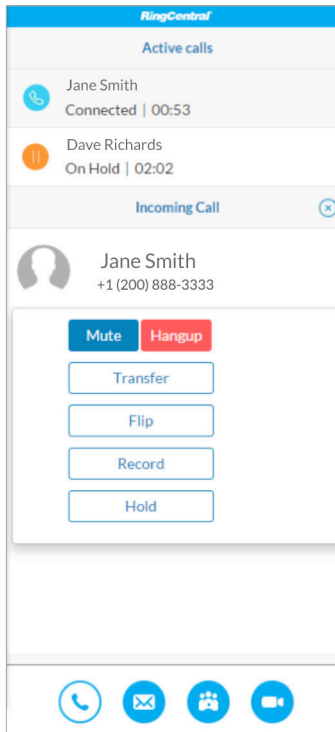 RingCentral
Active calls
Jane Smith
Connected | 00:53
Dave Richards
On Hold | 02:02
Incoming Call
Jane Smith
+1 (200) 888-3333
Mute Hangup
Transfer
Flip
Record
Hold